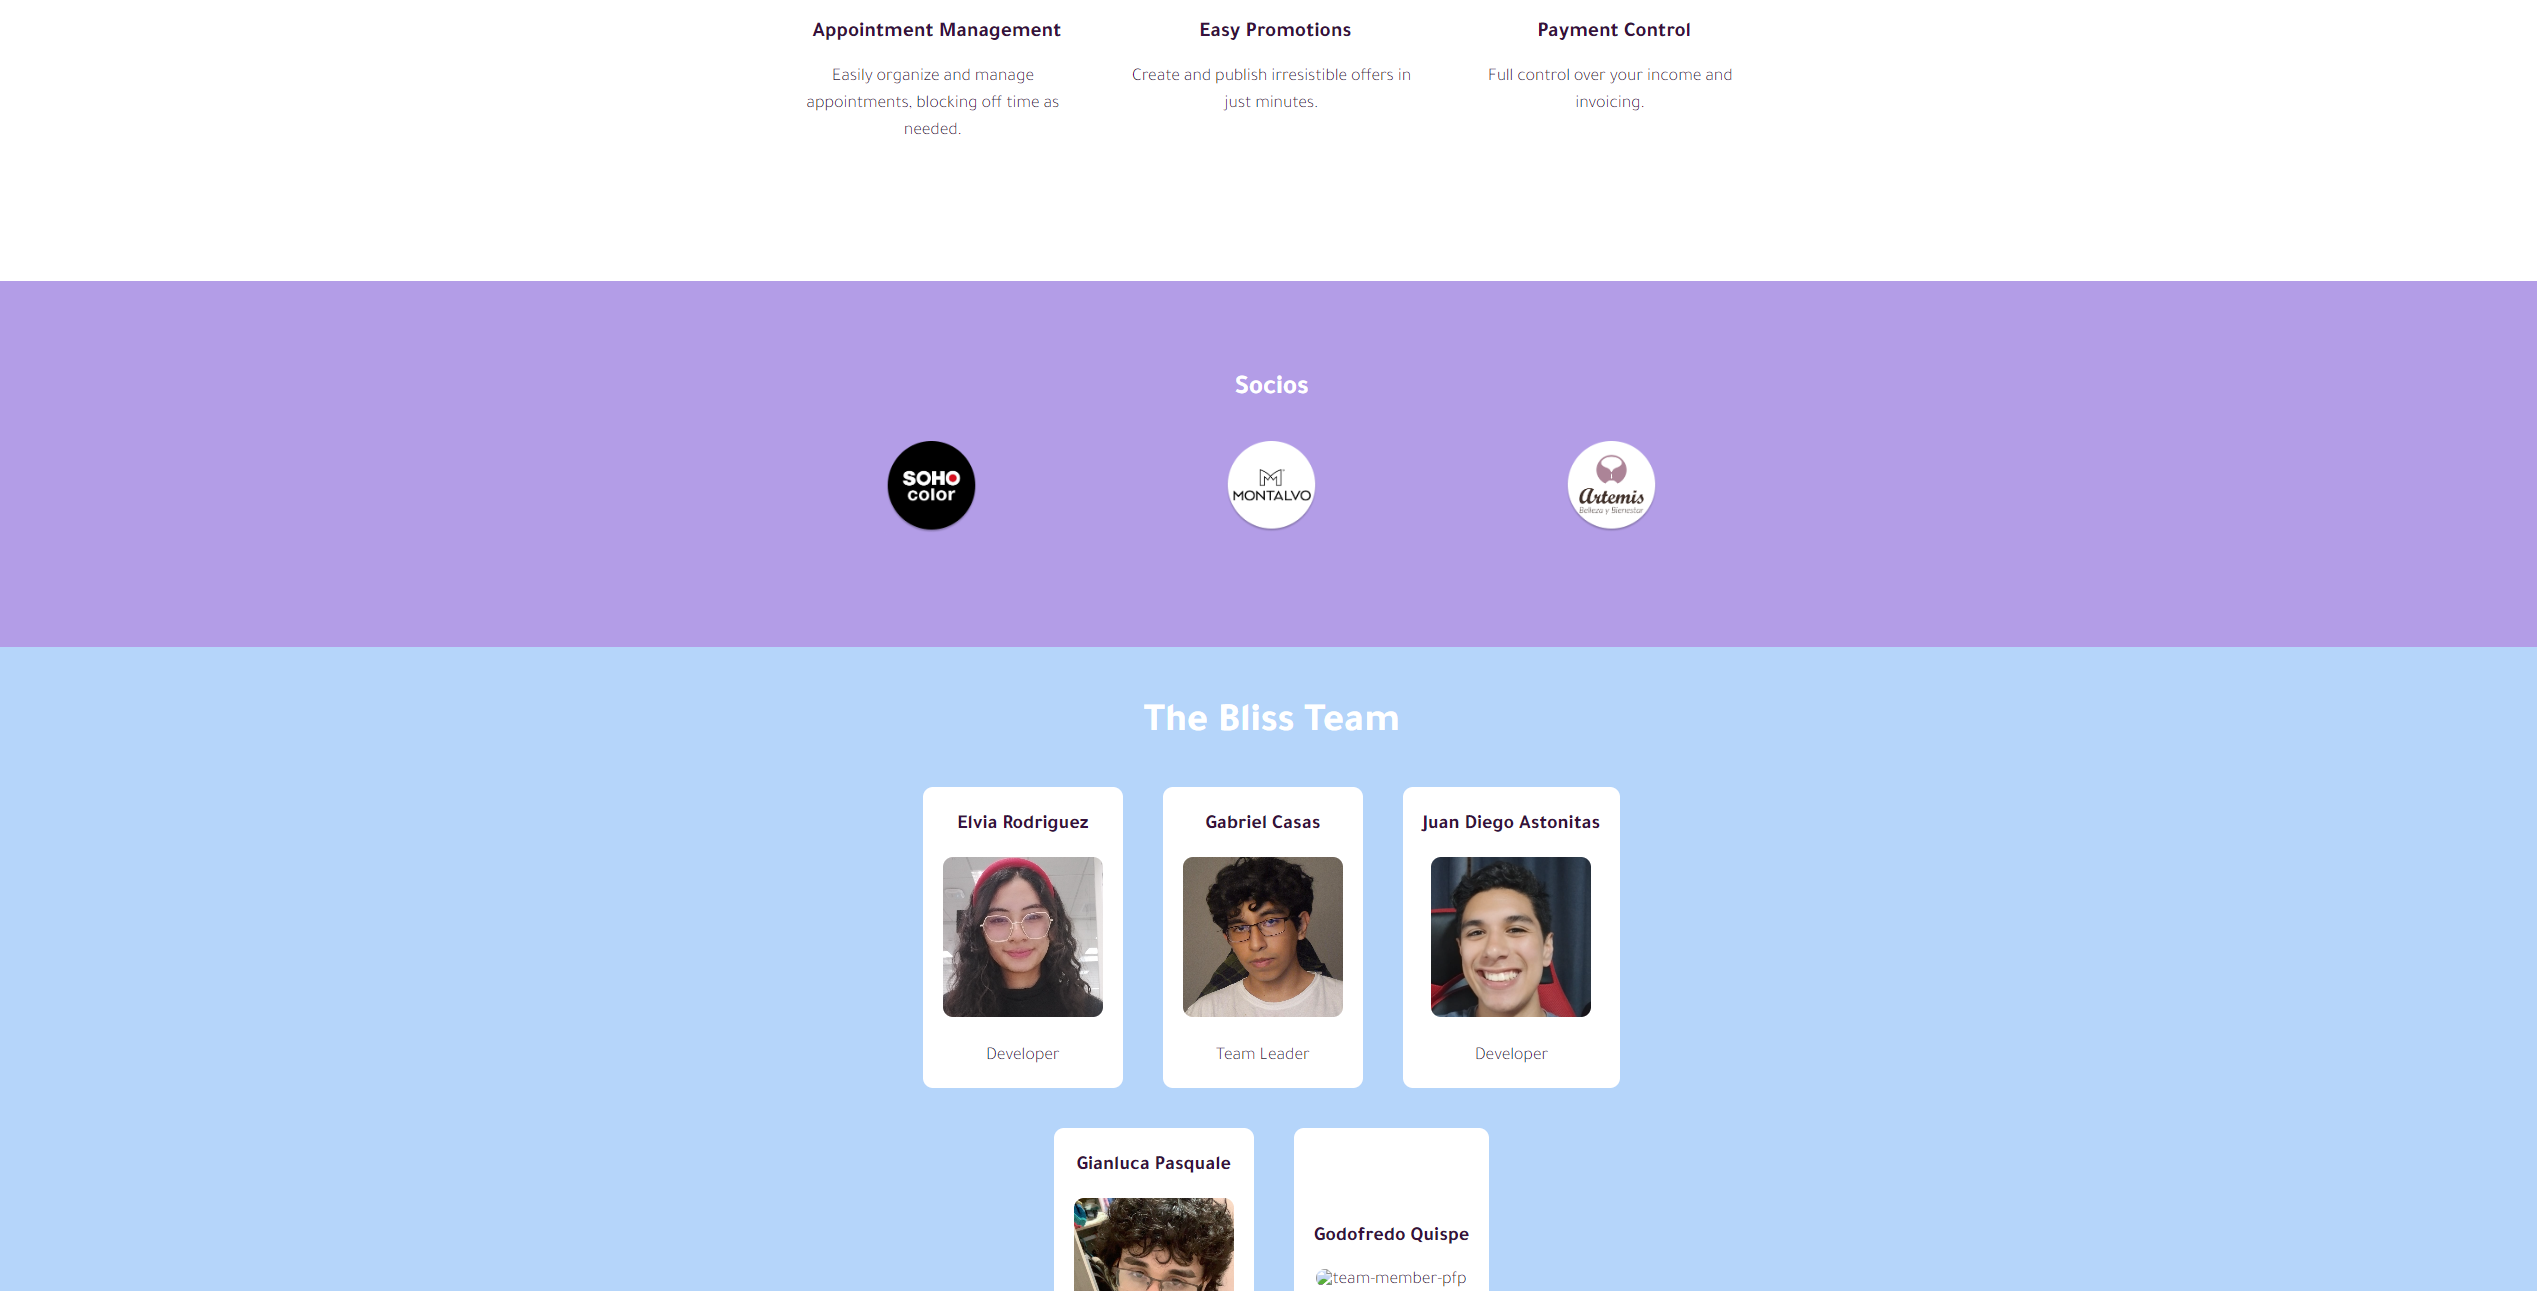 Appointment Management
Easily organize and manage
appointments, blocking off time as
needed.
Easy Promotions
Create and publish irresistible offers in
just minutes.
Payment Control
Full control over your income and
invoicing.
Socios
SOHO
color
MONTALVO
Artemis
Belleza y Bienestar
The Bliss Team
Elvia Rodriguez
Developer
Gabriel Casas
Team Leader
Juan Diego Astonitas
Developer
Gianluca Pasquale
Godofredo Quispe
team-member-pfp